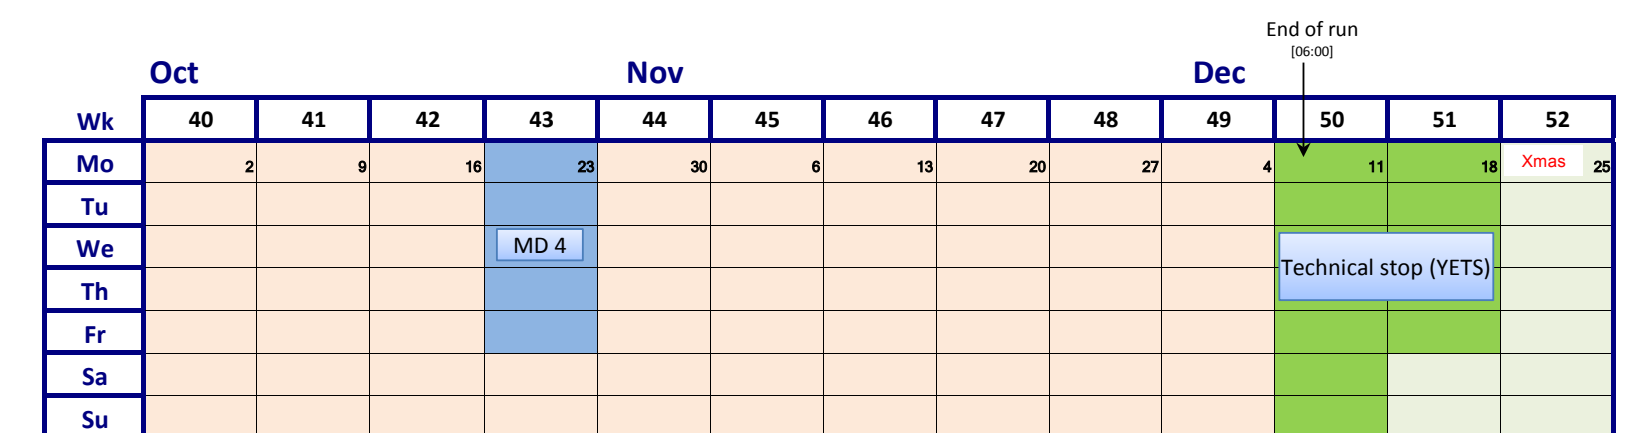 End of run
[06:00]
Oct Nov Dec
Wk 40 41 42 43 44 45 46 47 48 49 50 51 52
Mo 2 9 16 23 30 6 13 20 27 4 11 18 Xmas 25
Tu
We MD 4
Technical stop (YETS)
Th
Fr
Sa
Su